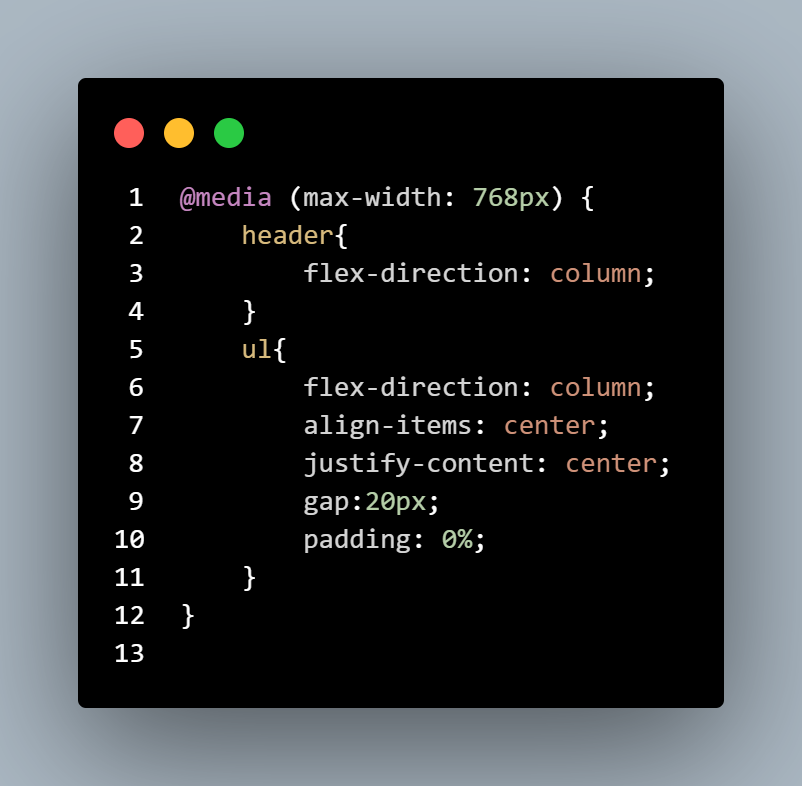 1 @media (max-width: 768px) {
2     header{
3         flex-direction: column;
4     }
5     ul{
6         flex-direction: column;
7         align-items: center;
8         justify-content: center;
9         gap:20px;
10         padding: 0%;
11     }
12 }
13